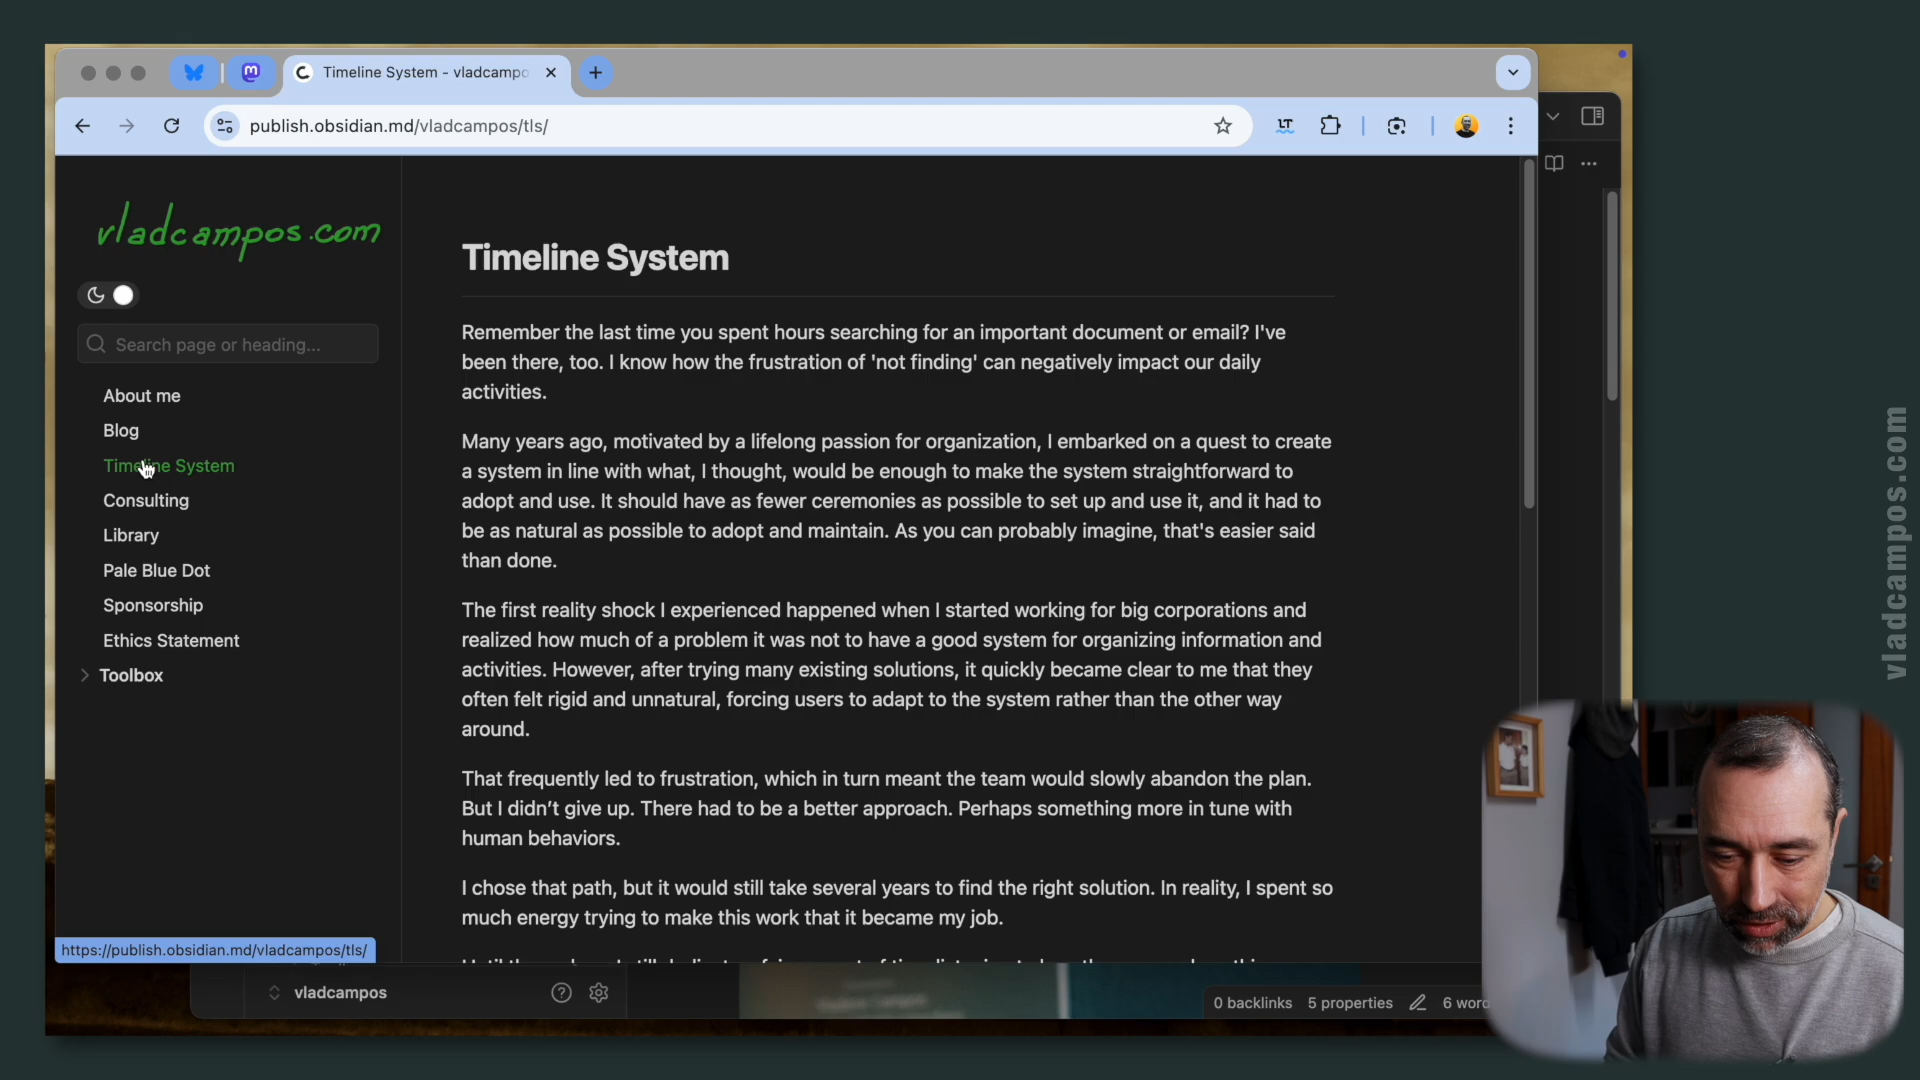 Timeline System - vladcampo
publish.obsidian.md/vladcampos/tls/
LT
vladcampos.com
Search page or heading...
About me
Blog
Timeline System
Consulting
Library
Pale Blue Dot
Sponsorship
Ethics Statement
Toolbox
Timeline System
Remember the last time you spent hours searching for an important document or email? I've
been there, too. I know how the frustration of 'not finding' can negatively impact our daily
activities.
Many years ago, motivated by a lifelong passion for organization, I embarked on a quest to create
a system in line with what, I thought, would be enough to make the system straightforward to
adopt and use. It should have as fewer ceremonies as possible to set up and use it, and it had to
be as natural as possible to adopt and maintain. As you can probably imagine, that's easier said
than done.
The first reality shock I experienced happened when I started working for big corporations and
realized how much of a problem it was not to have a good system for organizing information and
activities. However, after trying many existing solutions, it quickly became clear to me that they
often felt rigid and unnatural, forcing users to adapt to the system rather than the other way
around.
That frequently led to frustration, which in turn meant the team would slowly abandon the plan.
But I didn’t give up. There had to be a better approach. Perhaps something more in tune with
human behaviors.
I chose that path, but it would still take several years to find the right solution. In reality, I spent so
much energy trying to make this work that it became my job.
https://publish.obsidian.md/vladcampos/tls/
vladcampos
0 backlinks 5 properties 6 word
vladcampos.com